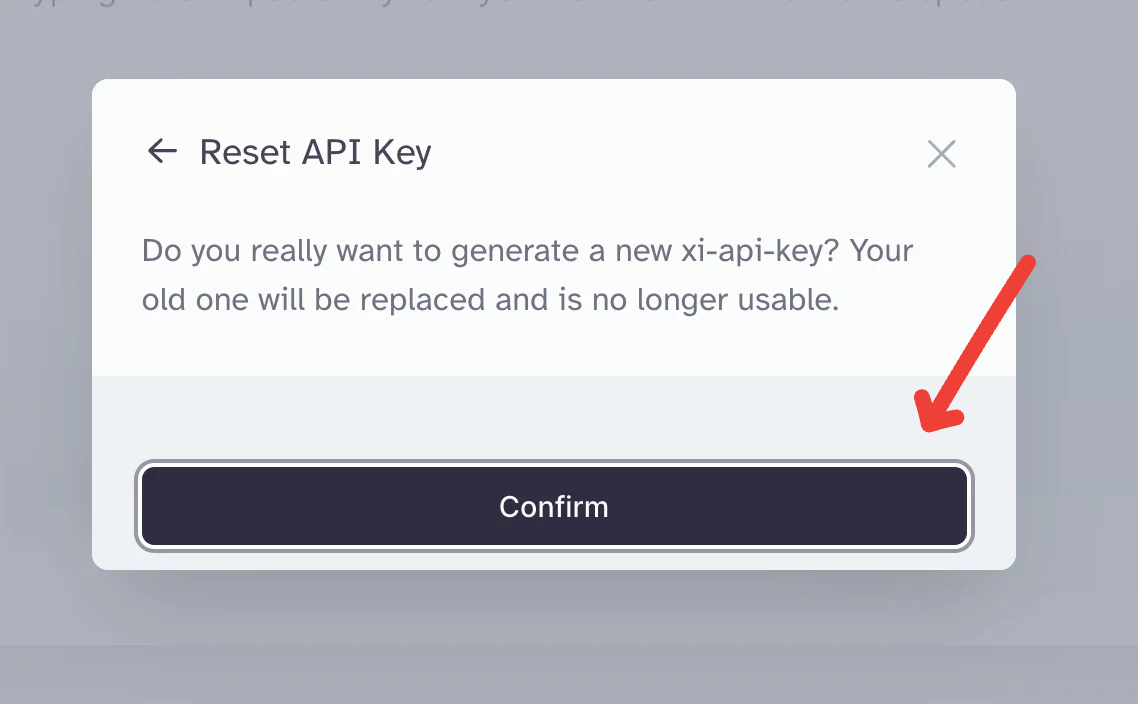 Reset API Key
Do you really want to generate a new xi-api-key? Your
old one will be replaced and is no longer usable.
Confirm